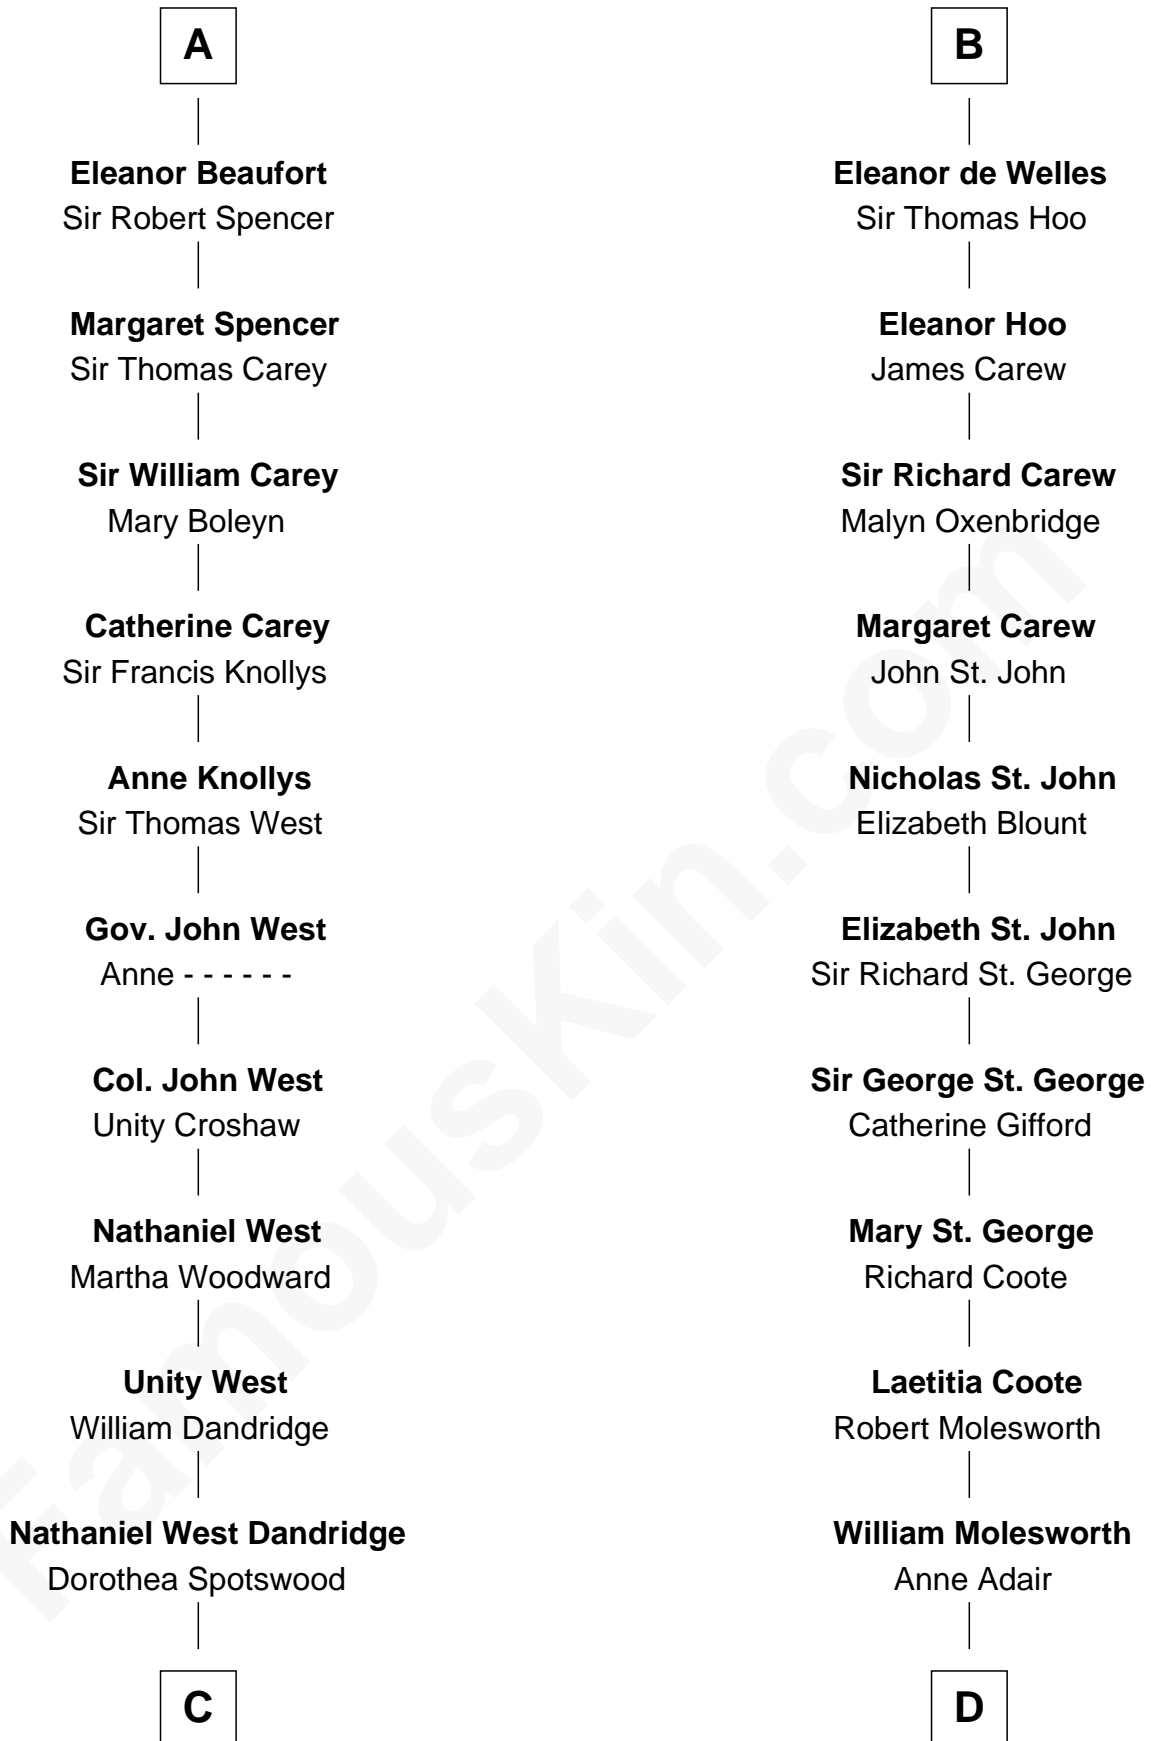 A
Eleanor Beaufort
Sir Robert Spencer
Margaret Spencer
Sir Thomas Carey
Sir William Carey
Mary Boleyn
Catherine Carey
Sir Francis Knollys
Anne Knollys
Sir Thomas West
Gov. John West
Anne - - - - - -
Col. John West
Unity Croshaw
Nathaniel West
Martha Woodward
Unity West
William Dandridge
Nathaniel West Dandridge
Dorothea Spotswood
C
B
Eleanor de Welles
Sir Thomas Hoo
Eleanor Hoo
James Carew
Sir Richard Carew
Malyn Oxenbridge
Margaret Carew
John St. John
Nicholas St. John
Elizabeth Blount
Elizabeth St. John
Sir Richard St. George
Sir George St. George
Catherine Gifford
Mary St. George
Richard Coote
Laetitia Coote
Robert Molesworth
William Molesworth
Anne Adair
D
FamousKin.com